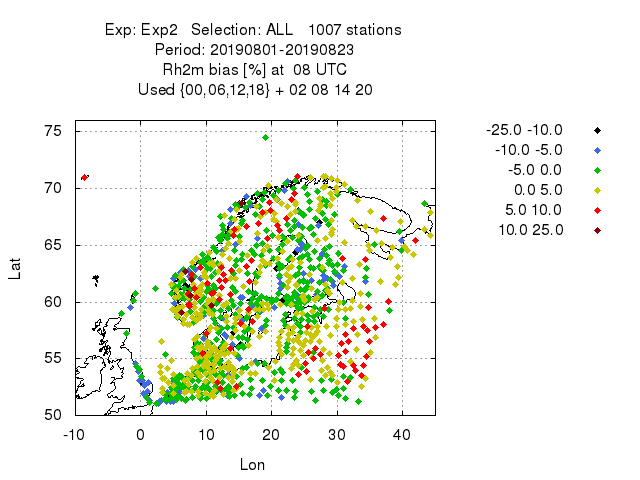 Exp: Exp2 Selection: ALL 1007 stations
Period: 20190801-20190823
Rh2m bias [%] at 08 UTC
Used {00,06,12,18} + 02 08 14 20
-25.0 -10.0
-10.0 -5.0
-5.0 0.0
0.0 5.0
5.0 10.0
10.0 25.0
75
70
65
60
55
50
Lat
-10 0 10 20 30 40
Lon